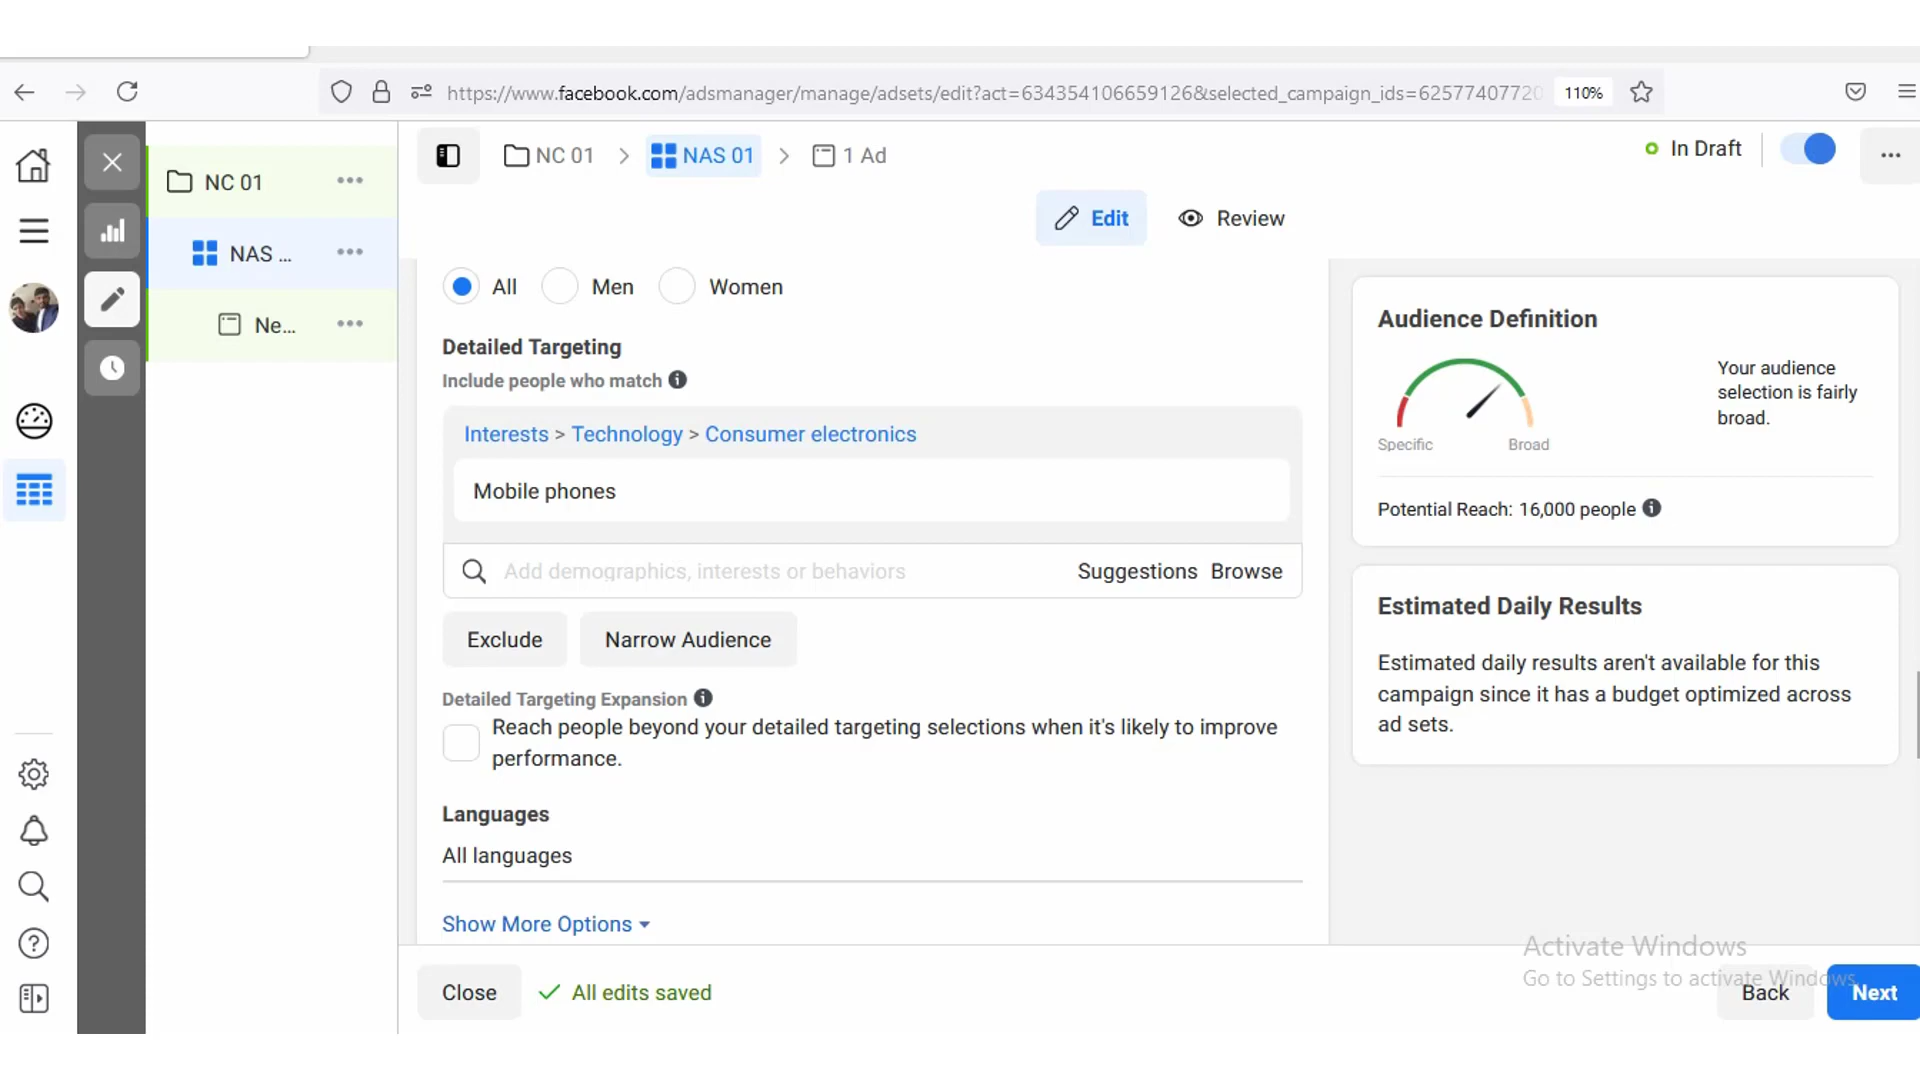 https://www.facebook.com/adsmanager/manage/adsets/edit?act=634354106659126&selected_campaign_ids=62577407720
110%
NC 01
NAS 01
1 Ad
In Draft
NC 01
NAS ...
Ne...
Edit
Review
All
Men
Women
Detailed Targeting
Include people who match
Interests > Technology > Consumer electronics
Mobile phones
Add demographics, interests or behaviors
Suggestions
Browse
Exclude
Narrow Audience
Detailed Targeting Expansion
Reach people beyond your detailed targeting selections when it's likely to improve
performance.
Languages
All languages
Show More Options
Audience Definition
Your audience
selection is fairly
broad.
Specific
Broad
Potential Reach: 16,000 people
Estimated Daily Results
Estimated daily results aren't available for this
campaign since it has a budget optimized across
ad sets.
Activate Windows
Go to Settings to activate Windows.
Close
All edits saved
Back
Next